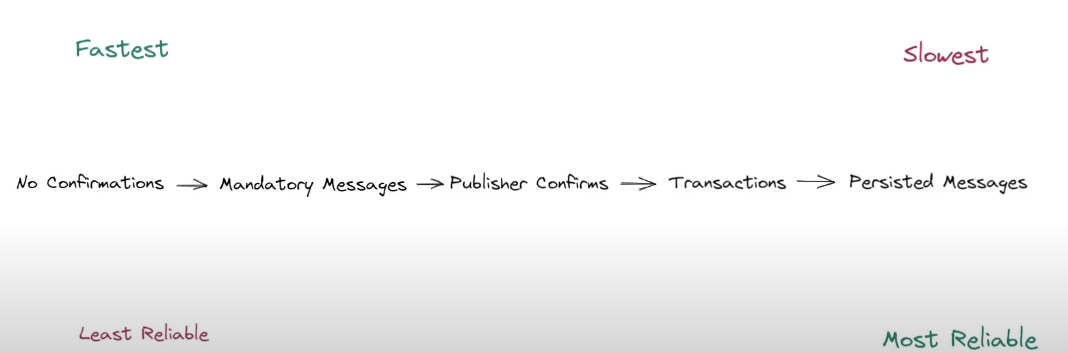 Fastest
Slowest
No Confirmations → Mandatory Messages → Publisher Confirms → Transactions → Persisted Messages
Least Reliable
Most Reliable